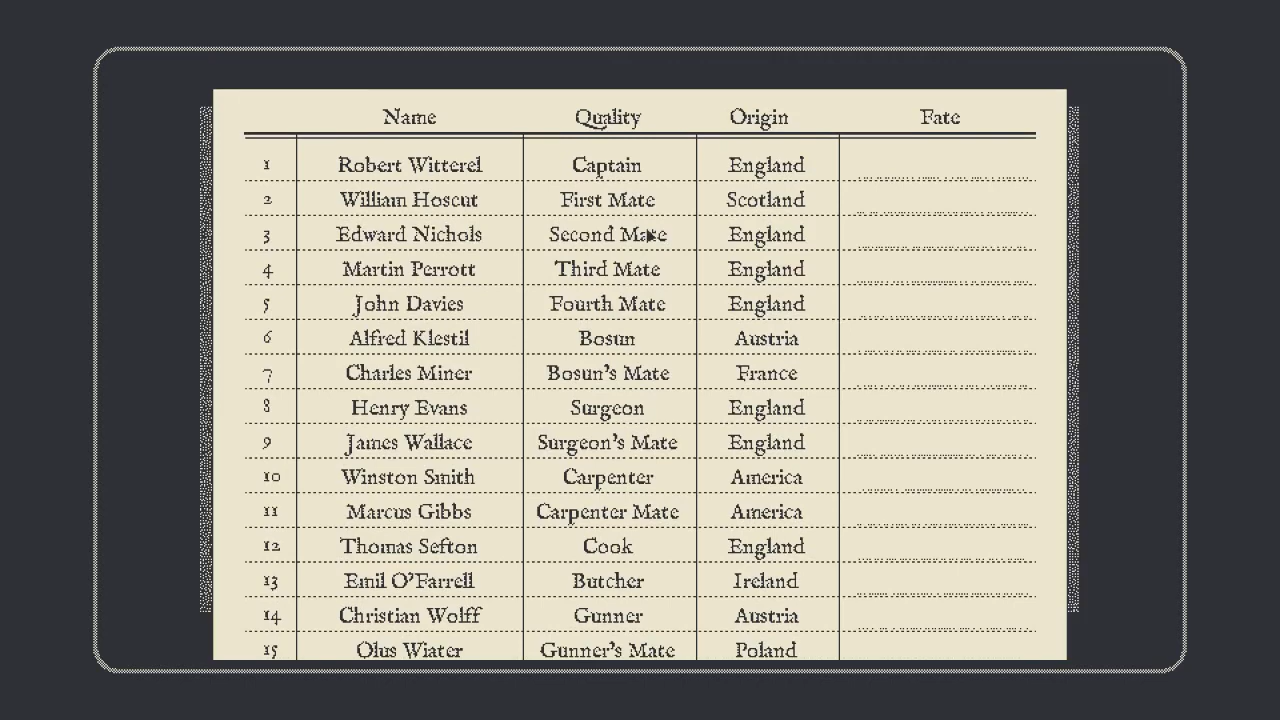 Name Quality Origin Fate
1 Robert Witterel Captain England
2 William Hoscut First Mate Scotland
3 Edward Nichols Second Mate England
4 Martin Perrott Third Mate England
5 John Davies Fourth Mate England
6 Alfred Klestil Bosun Austria
7 Charles Miner Bosun's Mate France
8 Henry Evans Surgeon England
9 James Wallace Surgeon's Mate England
10 Winston Smith Carpenter America
11 Marcus Gibbs Carpenter Mate America
12 Thomas Sefton Cook England
13 Emil O'Farrell Butcher Ireland
14 Christian Wolff Gunner Austria
15 Olus Wiater Gunner's Mate Poland